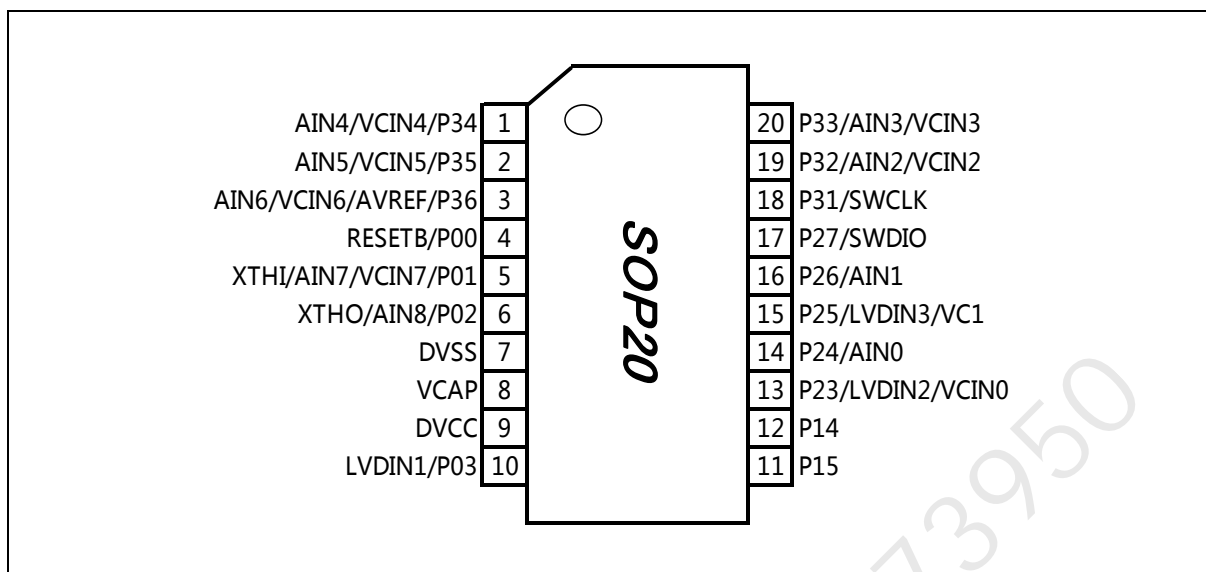 AIN4/VCIN4/P34 1
AIN5/VCIN5/P35 2
AIN6/VCIN6/AVREF/P36 3
RESETB/P00 4
XTHI/AIN7/VCIN7/P01 5
XTHO/AIN8/P02 6
DVSS 7
VCAP 8
DVCC 9
LVDIN1/P03 10
SOP20
20 P33/AIN3/VCIN3
19 P32/AIN2/VCIN2
18 P31/SWCLK
17 P27/SWDIO
16 P26/AIN1
15 P25/LVDIN3/VC1
14 P24/AIN0
13 P23/LVDIN2/VCIN0
12 P14
11 P15
73950